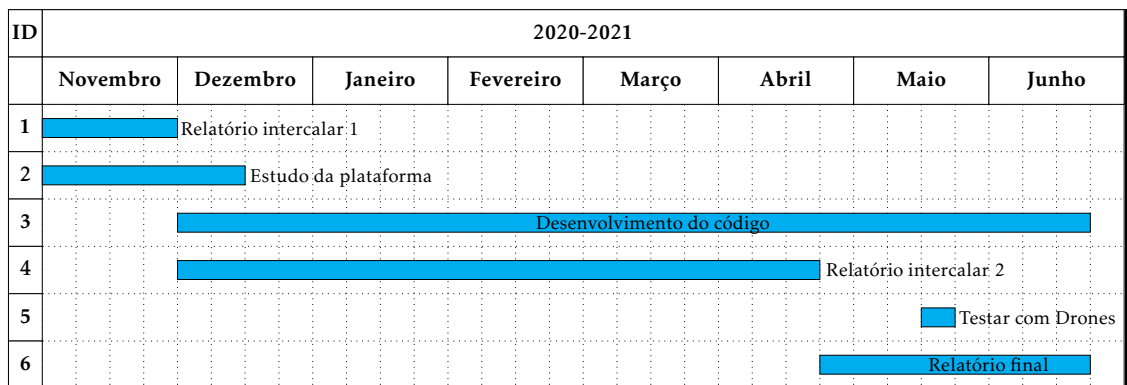 ID 2020-2021
Novembro Dezembro Janeiro Fevereiro Março Abril Maio Junho
1 Relatório intercalar 1
2 Estudo da plataforma
3 Desenvolvimento do código
4 Relatório intercalar 2
5 Testar com Drones
6 Relatório final